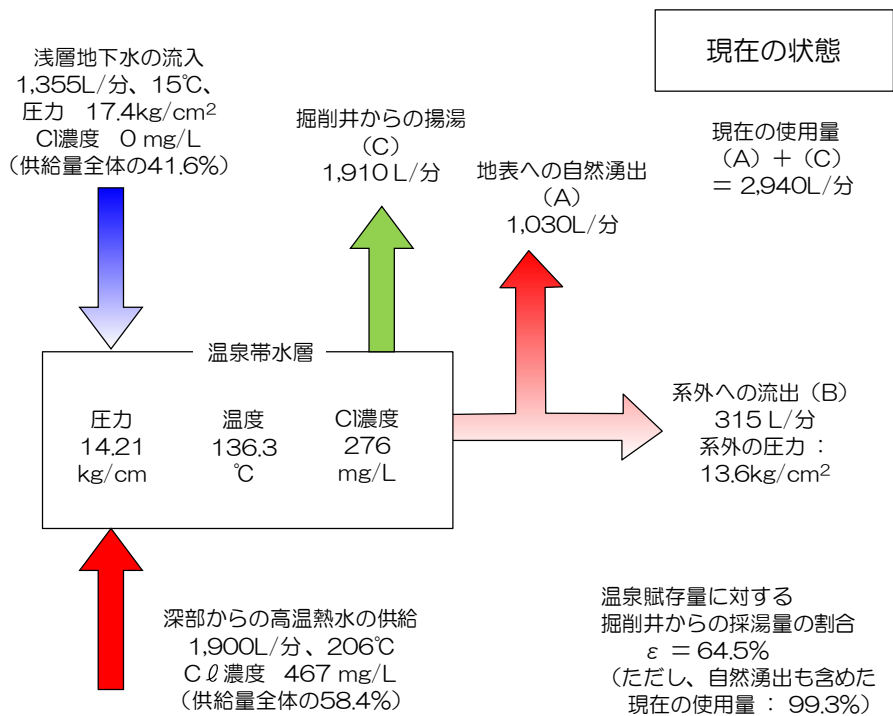 浅層地下水の流入
1,355L/分、15℃、
圧力 17.4kg/cm²
Cl濃度 0 mg/L
(供給量全体の41.6%)
掘削井からの揚湯
(C)
1,910 L/分
地表への自然湧出
(A)
1,030L/分
現在の状態
現在の使用量
(A)+(C)
=2,940L/分
温泉帯水層
圧力
14.21
kg/cm
温度
136.3
℃
Cl濃度
276
mg/L
系外への流出(B)
315 L/分
系外の圧力:
13.6kg/cm²
深部からの高温熱水の供給
1,900L/分、206℃
Cℓ濃度 467 mg/L
(供給量全体の58.4%)
温泉賦存量に対する
掘削井からの採湯量の割合
ε =64.5%
(ただし、自然湧出も含めた
現在の使用量: 99.3%)